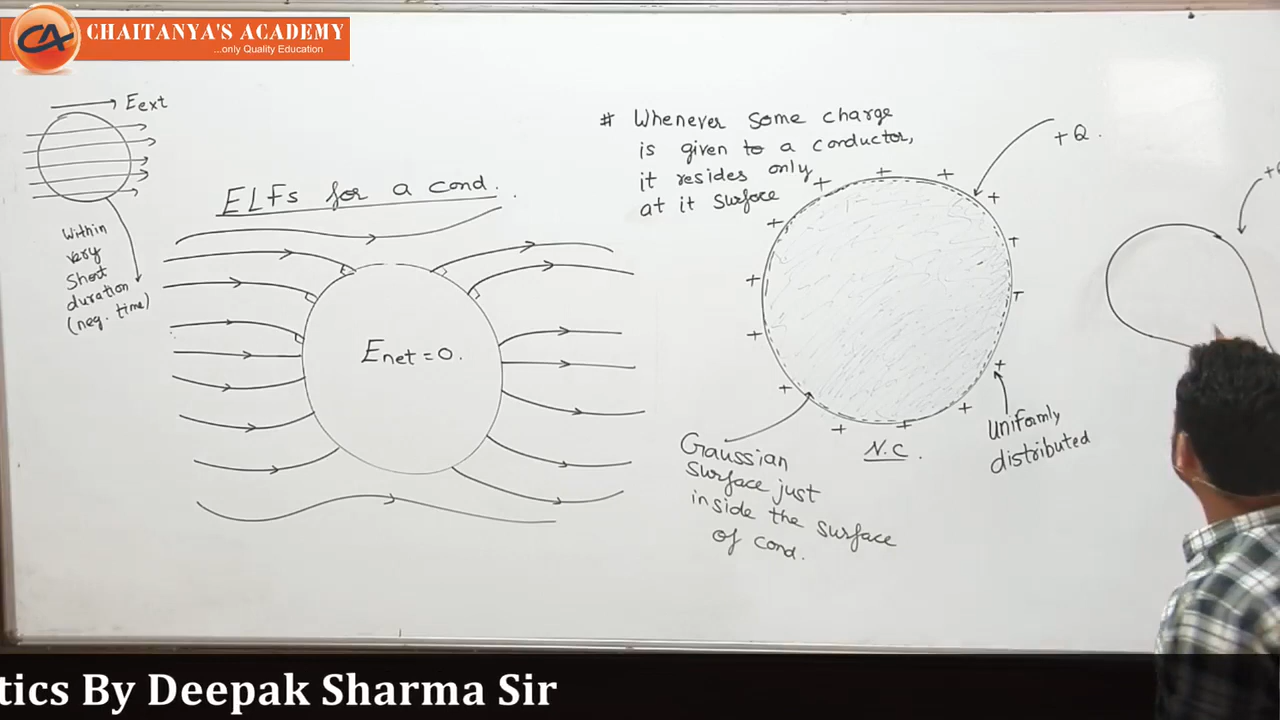 CA CHAITANYA'S ACADEMY
...only Quality Education
Eext
Within
very
Short
duration
(neg. time)
ELFs for a cond.
Enet = 0.
# Whenever some charge
is given to a conductor,
it resides only
at it surface
+Q.
Gaussian
surface just
inside the surface
of cond.
N.C.
Uniformly
distributed
tics By Deepak Sharma Sir